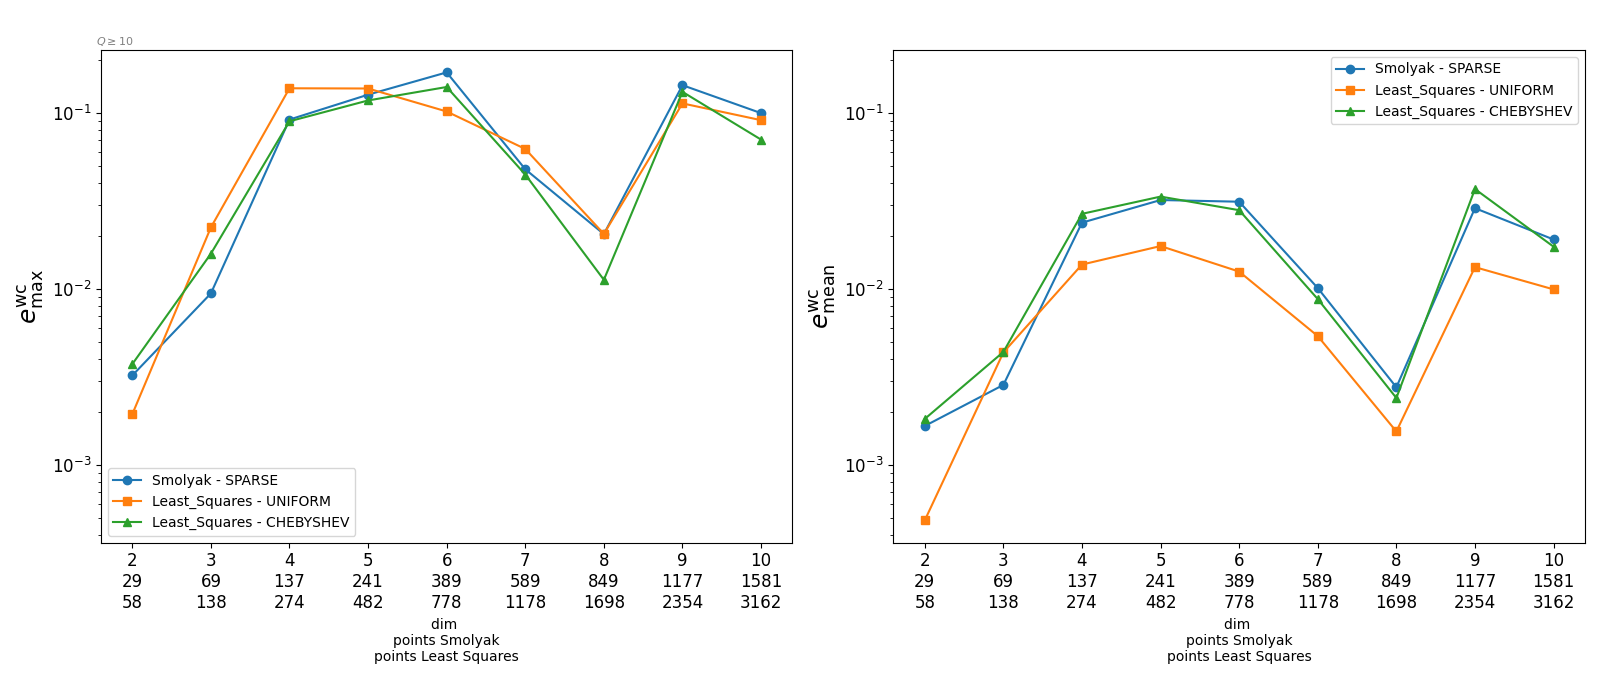 Q ≥ 10
10⁻¹
10⁻²
10⁻³
e^wc_max
Smolyak - SPARSE
Least_Squares - UNIFORM
Least_Squares - CHEBYSHEV
2 3 4 5 6 7 8 9 10
29 69 137 241 389 589 849 1177 1581
58 138 274 482 778 1178 1698 2354 3162
dim
points Smolyak
points Least Squares
10⁻¹
10⁻²
10⁻³
e^wc_mean
Smolyak - SPARSE
Least_Squares - UNIFORM
Least_Squares - CHEBYSHEV
2 3 4 5 6 7 8 9 10
29 69 137 241 389 589 849 1177 1581
58 138 274 482 778 1178 1698 2354 3162
dim
points Smolyak
points Least Squares